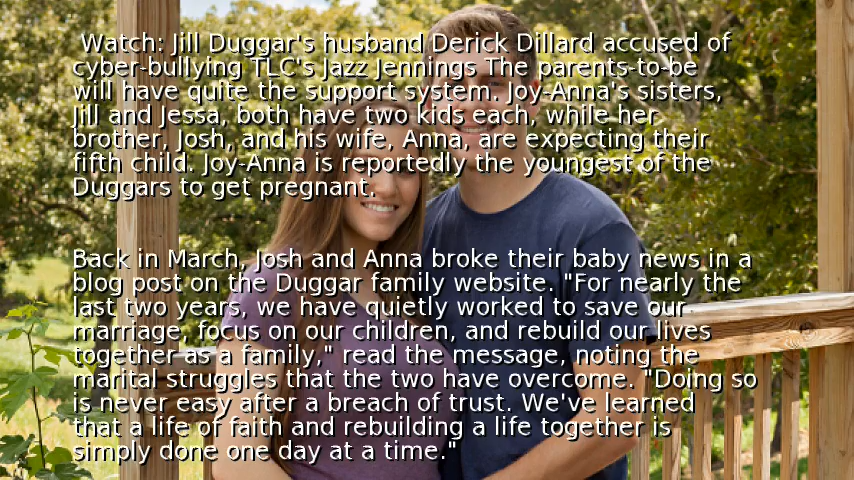 Watch: Jill Duggar's husband Derick Dillard accused of
cyber-bullying TLC's Jazz Jennings The parents-to-be
will have quite the support system. Joy-Anna's sisters,
Jill and Jessa, both have two kids each, while her
brother, Josh, and his wife, Anna, are expecting their
fifth child. Joy-Anna is reportedly the youngest of the
Duggars to get pregnant.
Back in March, Josh and Anna broke their baby news in a
blog post on the Duggar family website. "For nearly the
last two years, we have quietly worked to save our
marriage, focus on our children, and rebuild our lives
together as a family," read the message, noting the
marital struggles that the two have overcome. "Doing so
is never easy after a breach of trust. We've learned
that a life of faith and rebuilding a life together is
simply done one day at a time."